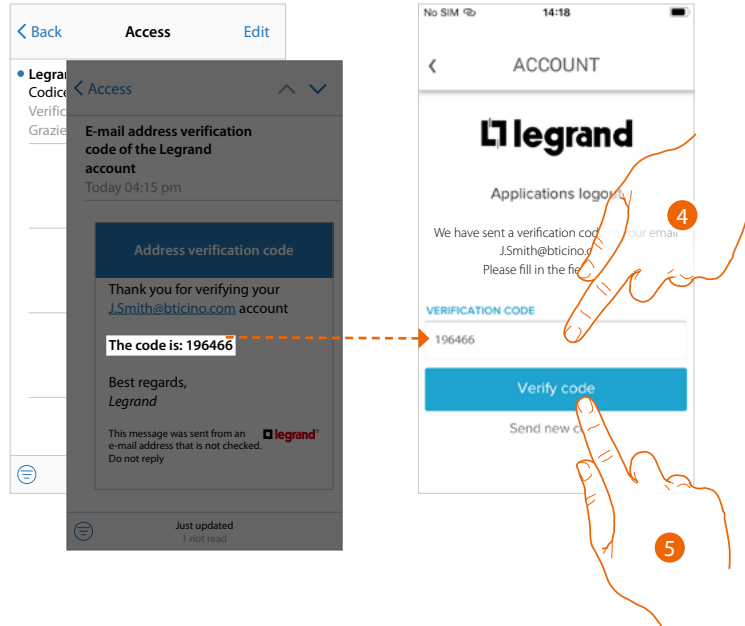 Back
Access
Edit
Legra
Codice
Verific
Grazie
Access
E-mail address verification
code of the Legrand
account
Today 04:15 pm
Address verification code
Thank you for verifying your
J.Smith@bticino.com account
The code is: 196466
Best regards,
Legrand
This message was sent from an
e-mail address that is not checked.
Do not reply
legrand®
Just updated
1 not read
No SIM
14:18
ACCOUNT
legrand
Applications logou
4
We have sent a verification cod our email
J.Smith@bticino.c
Please fill in the fie
VERIFICATION CODE
196466
Verify code
Send new c
5